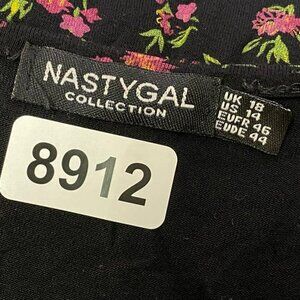 NASTYGAL
COLLECTION
UK 18
US 14
EUFR 46
EUDE 44
8912